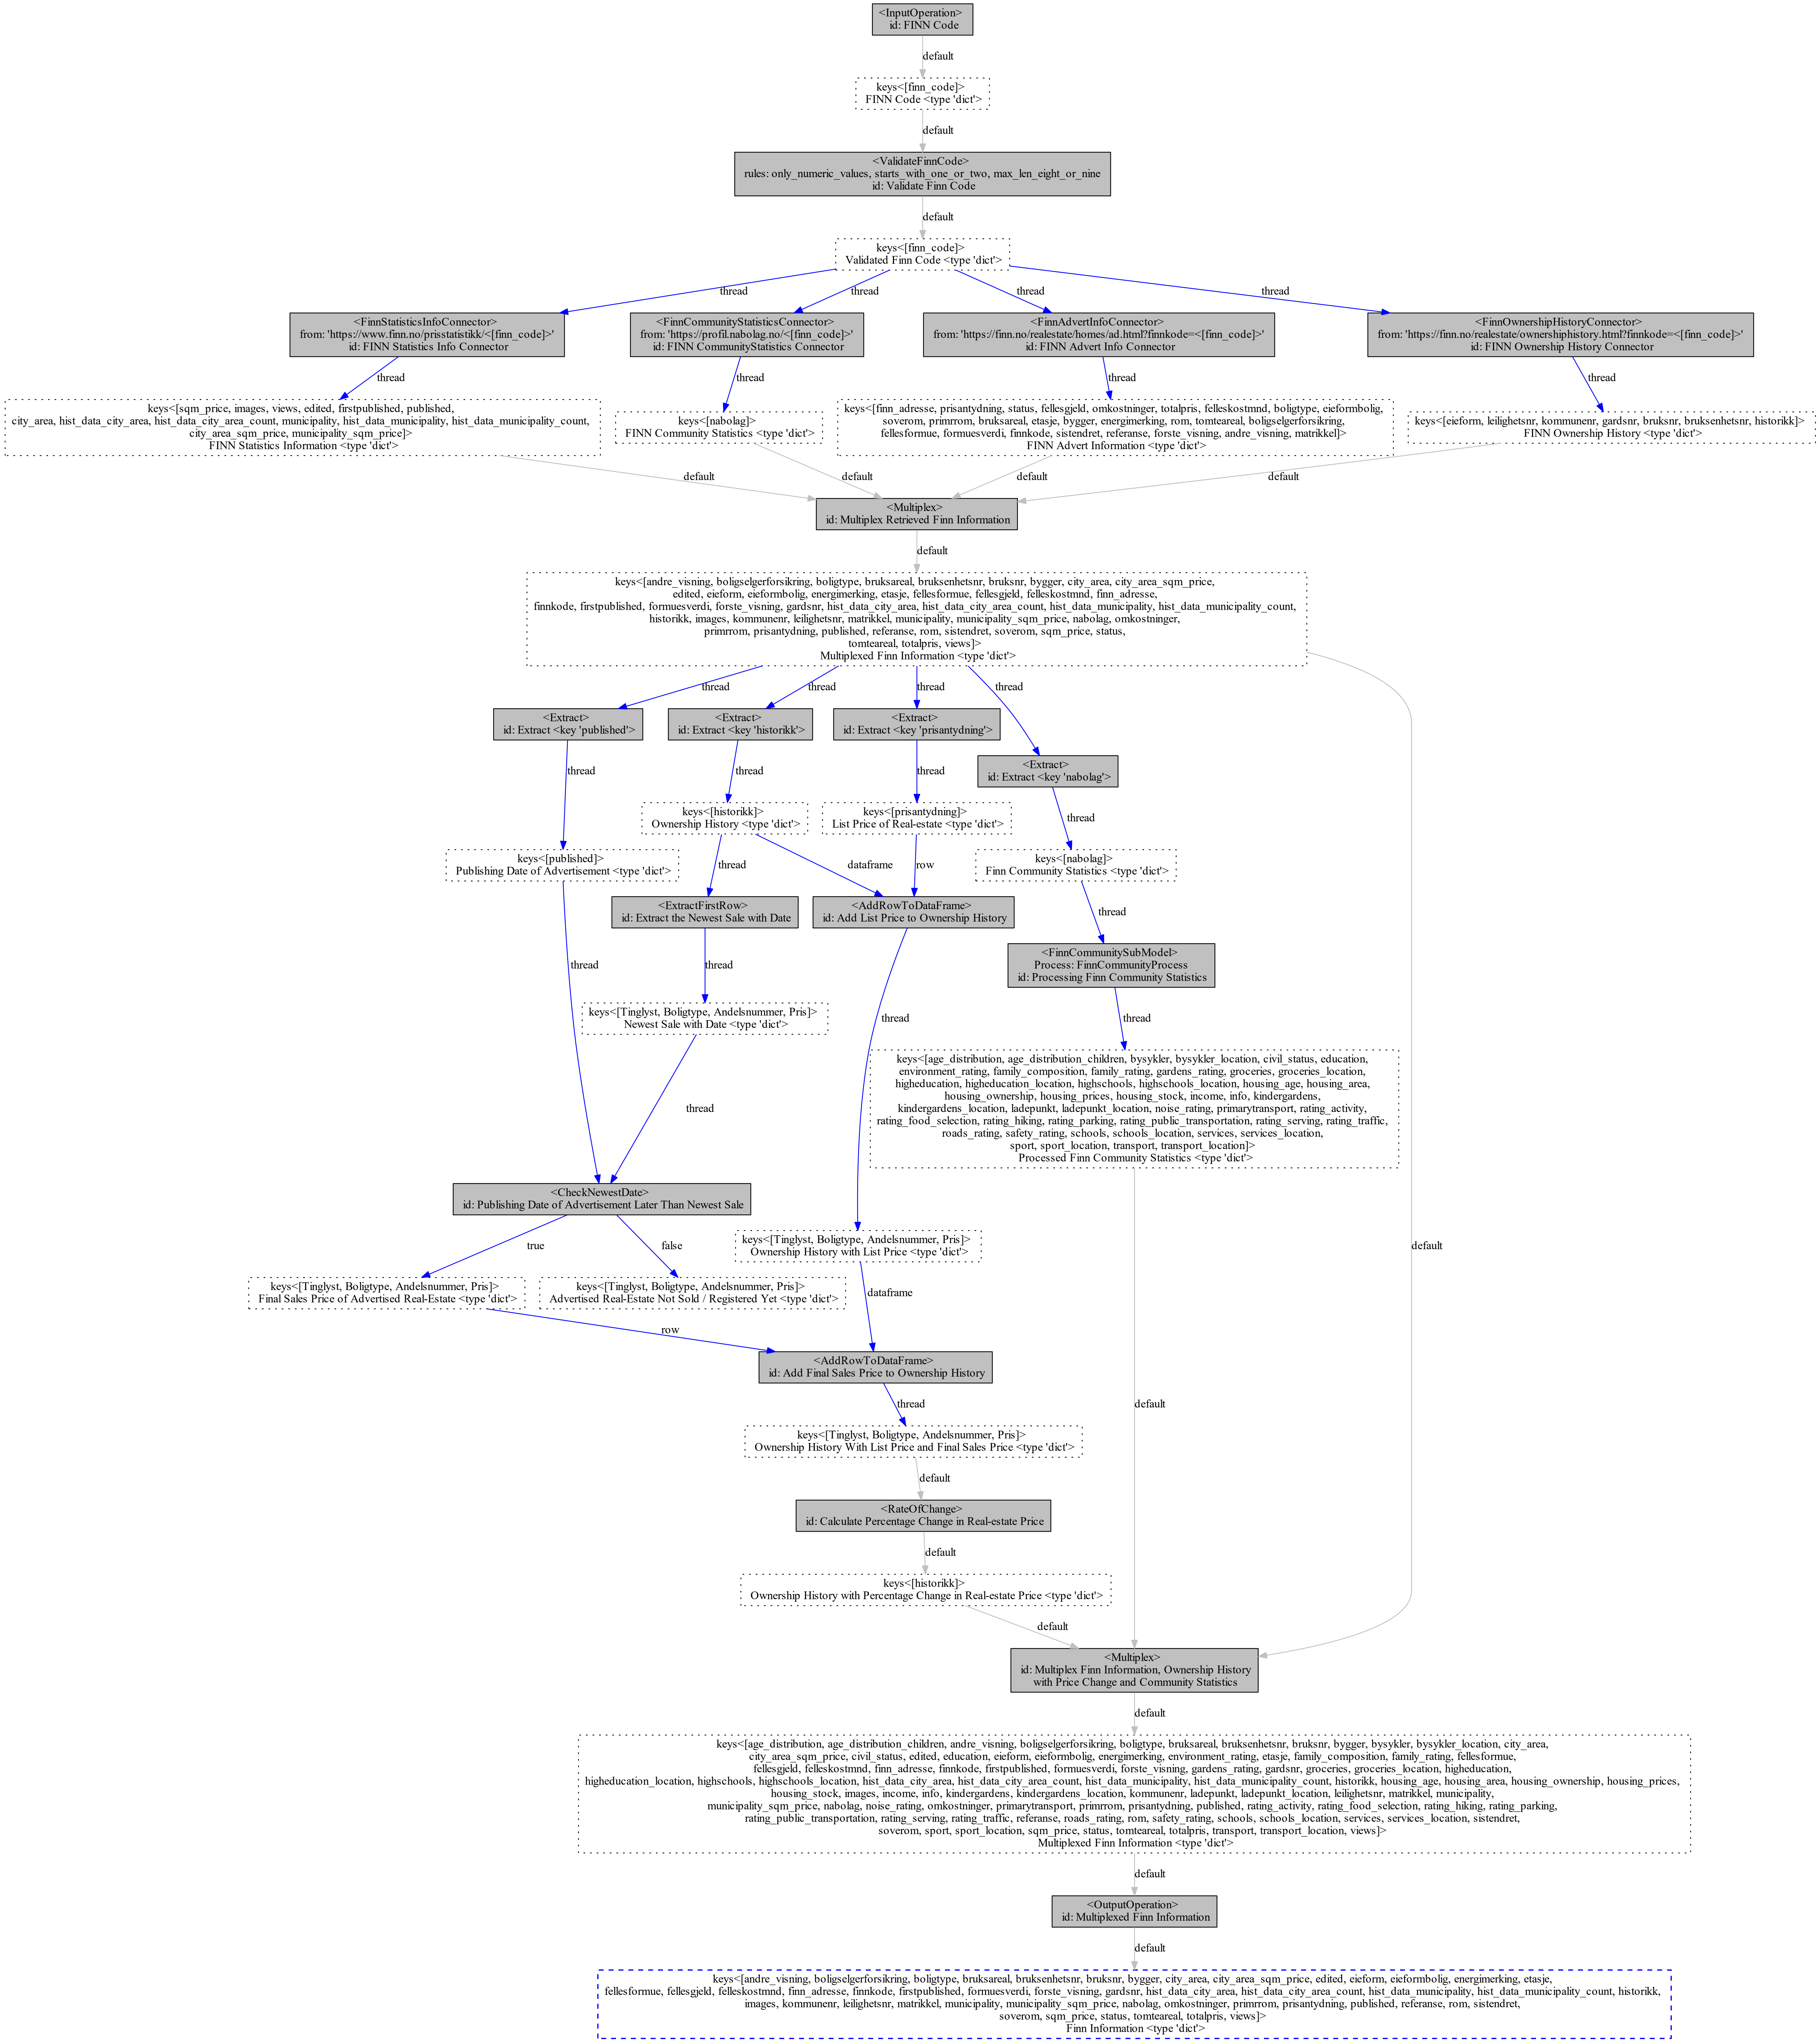 <InputOperation>
id: FINN Code
default
keys<[finn_code]>
FINN Code <type 'dict'>
default
<ValidateFinnCode>
rules: only_numeric_values, starts_with_one_or_two, max_len_eight_or_nine
id: Validate Finn Code
default
keys<[finn_code]>
Validated Finn Code <type 'dict'>
thread
thread
thread
thread
<FinnStatisticsInfoConnector>
from: 'https://www.finn.no/prisstatistikk/<[finn_code]>'
id: FINN Statistics Info Connector
<FinnCommunityStatisticsConnector>
from: 'https://profil.nabolag.no/<[finn_code]>'
id: FINN CommunityStatistics Connector
<FinnAdvertInfoConnector>
from: 'https://finn.no/realestate/homes/ad.html?finnkode=<[finn_code]>'
id: FINN Advert Info Connector
<FinnOwnershipHistoryConnector>
from: 'https://finn.no/realestate/ownershiphistory.html?finnkode=<[finn_code]>'
id: FINN Ownership History Connector
thread
thread
thread
thread
keys<[sqm_price, images, views, edited, firstpublished, published,
city_area, hist_data_city_area, hist_data_city_area_count, municipality, hist_data_municipality, hist_data_municipality_count,
city_area_sqm_price, municipality_sqm_price]>
FINN Statistics Information <type 'dict'>
keys<[nabolag]>
FINN Community Statistics <type 'dict'>
keys<[finn_adresse, prisantydning, status, fellesgjeld, omkostninger, totalpris, felleskostmnd, boligtype, eieformbolig,
soverom, primrrom, bruksareal, etasje, bygger, energimerking, rom, tomteareal, boligselgerforsikring,
fellesformue, formuesverdi, finnkode, sistendret, referanse, forste_visning, andre_visning, matrikkel]>
FINN Advert Information <type 'dict'>
keys<[eieform, leilighetsnr, kommunenr, gardsnr, bruksnr, bruksenhetsnr, historikk]>
FINN Ownership History <type 'dict'>
default
default
default
default
<Multiplex>
id: Multiplex Retrieved Finn Information
default
keys<[andre_visning, boligselgerforsikring, boligtype, bruksareal, bruksenhetsnr, bruksnr, bygger, city_area, city_area_sqm_price,
edited, eieform, eieformbolig, energimerking, etasje, fellesformue, fellesgjeld, felleskostmnd, finn_adresse,
finnkode, firstpublished, formuesverdi, forste_visning, gardsnr, hist_data_city_area, hist_data_city_area_count, hist_data_municipality, hist_data_municipality_count,
historikk, images, kommunenr, leilighetsnr, matrikkel, municipality, municipality_sqm_price, nabolag, omkostninger,
primrrom, prisantydning, published, referanse, rom, sistendret, soverom, sqm_price, status,
tomteareal, totalpris, views]>
Multiplexed Finn Information <type 'dict'>
thread
thread
thread
thread
<Extract>
id: Extract <key 'published'>
<Extract>
id: Extract <key 'historikk'>
<Extract>
id: Extract <key 'prisantydning'>
<Extract>
id: Extract <key 'nabolag'>
thread
thread
thread
thread
keys<[historikk]>
Ownership History <type 'dict'>
keys<[prisantydning]>
List Price of Real-estate <type 'dict'>
keys<[published]>
Publishing Date of Advertisement <type 'dict'>
thread
dataframe
row
keys<[nabolag]>
Finn Community Statistics <type 'dict'>
<ExtractFirstRow>
id: Extract the Newest Sale with Date
<AddRowToDataFrame>
id: Add List Price to Ownership History
thread
<FinnCommunitySubModel>
Process: FinnCommunityProcess
id: Processing Finn Community Statistics
thread
thread
thread
thread
keys<[Tinglyst, Boligtype, Andelsnummer, Pris]>
Newest Sale with Date <type 'dict'>
keys<[age_distribution, age_distribution_children, bysykler, bysykler_location, civil_status, education,
environment_rating, family_composition, family_rating, gardens_rating, groceries, groceries_location,
higheducation, higheducation_location, highschools, highschools_location, housing_age, housing_area,
housing_ownership, housing_prices, housing_stock, income, info, kindergardens,
kindergardens_location, ladepunkt, ladepunkt_location, noise_rating, primarytransport, rating_activity,
rating_food_selection, rating_hiking, rating_parking, rating_public_transportation, rating_serving, rating_traffic,
roads_rating, safety_rating, schools, schools_location, services, services_location,
sport, sport_location, transport, transport_location]>
Processed Finn Community Statistics <type 'dict'>
thread
<CheckNewestDate>
id: Publishing Date of Advertisement Later Than Newest Sale
true
false
default
keys<[Tinglyst, Boligtype, Andelsnummer, Pris]>
Ownership History with List Price <type 'dict'>
keys<[Tinglyst, Boligtype, Andelsnummer, Pris]>
Final Sales Price of Advertised Real-Estate <type 'dict'>
keys<[Tinglyst, Boligtype, Andelsnummer, Pris]>
Advertised Real-Estate Not Sold / Registered Yet <type 'dict'>
dataframe
row
<AddRowToDataFrame>
id: Add Final Sales Price to Ownership History
thread
default
keys<[Tinglyst, Boligtype, Andelsnummer, Pris]>
Ownership History With List Price and Final Sales Price <type 'dict'>
default
<RateOfChange>
id: Calculate Percentage Change in Real-estate Price
default
keys<[historikk]>
Ownership History with Percentage Change in Real-estate Price <type 'dict'>
default
<Multiplex>
id: Multiplex Finn Information, Ownership History
with Price Change and Community Statistics
default
keys<[age_distribution, age_distribution_children, andre_visning, boligselgerforsikring, boligtype, bruksareal, bruksenhetsnr, bruksnr, bygger, bysykler, bysykler_location, city_area,
city_area_sqm_price, civil_status, edited, education, eieform, eieformbolig, energimerking, environment_rating, etasje, family_composition, family_rating, fellesformue,
fellesgjeld, felleskostmnd, finn_adresse, finnkode, firstpublished, formuesverdi, forste_visning, gardens_rating, gardsnr, groceries, groceries_location, higheducation,
higheducation_location, highschools, highschools_location, hist_data_city_area, hist_data_city_area_count, hist_data_municipality, hist_data_municipality_count, historikk, housing_age, housing_area, housing_ownership, housing_prices,
housing_stock, images, income, info, kindergardens, kindergardens_location, kommunenr, ladepunkt, ladepunkt_location, leilighetsnr, matrikkel, municipality,
municipality_sqm_price, nabolag, noise_rating, omkostninger, primarytransport, primrrom, prisantydning, published, rating_activity, rating_food_selection, rating_hiking, rating_parking,
rating_public_transportation, rating_serving, rating_traffic, referanse, roads_rating, rom, safety_rating, schools, schools_location, services, services_location, sistendret,
soverom, sport, sport_location, sqm_price, status, tomteareal, totalpris, transport, transport_location, views]>
Multiplexed Finn Information <type 'dict'>
default
<OutputOperation>
id: Multiplexed Finn Information
default
keys<[andre_visning, boligselgerforsikring, boligtype, bruksareal, bruksenhetsnr, bruksnr, bygger, city_area, city_area_sqm_price, edited, eieform, eieformbolig, energimerking, etasje,
fellesformue, fellesgjeld, felleskostmnd, finn_adresse, finnkode, firstpublished, formuesverdi, forste_visning, gardsnr, hist_data_city_area, hist_data_city_area_count, hist_data_municipality, hist_data_municipality_count, historikk,
images, kommunenr, leilighetsnr, matrikkel, municipality, municipality_sqm_price, nabolag, omkostninger, primrrom, prisantydning, published, referanse, rom, sistendret,
soverom, sqm_price, status, tomteareal, totalpris, views]>
Finn Information <type 'dict'>